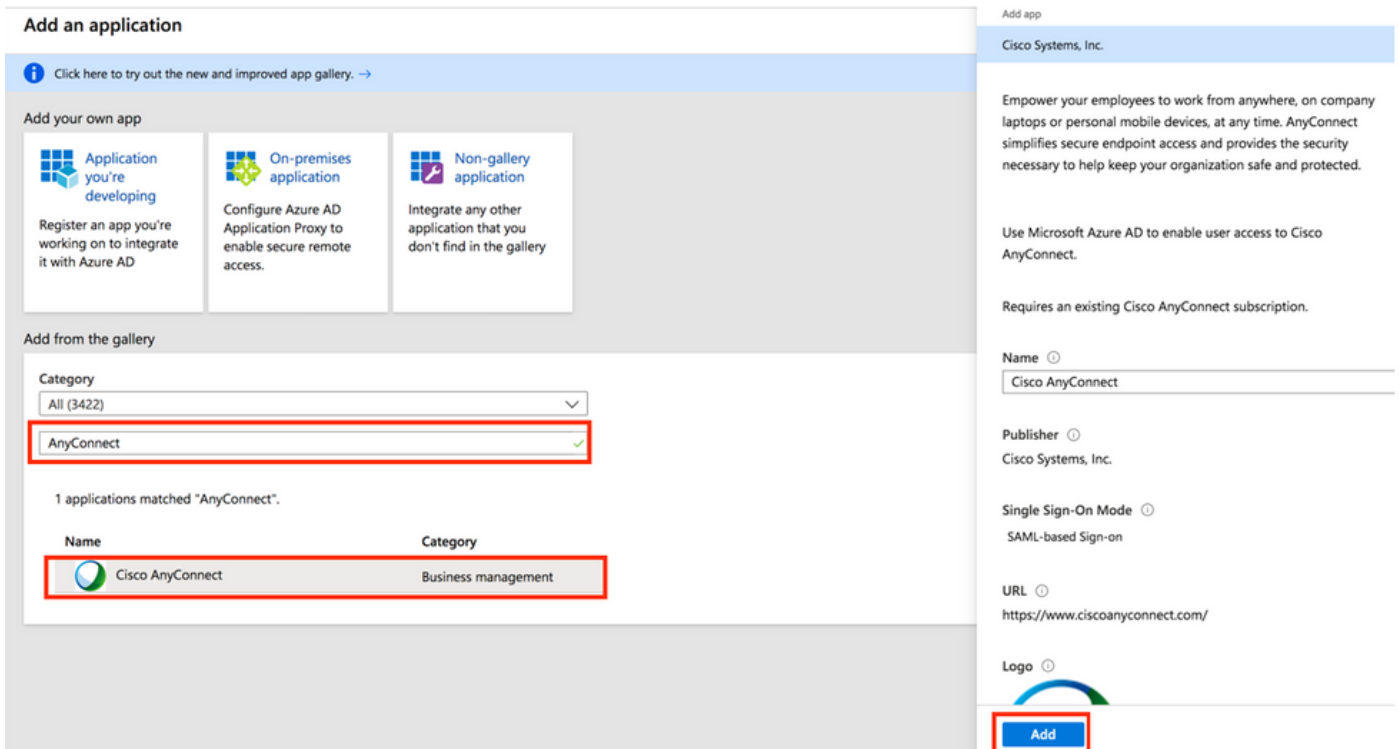 Add an application
Click here to try out the new and improved app gallery. →
Add your own app
Application
you're
developing
Register an app you're
working on to integrate
it with Azure AD
On-premises
application
Configure Azure AD
Application Proxy to
enable secure remote
access.
Non-gallery
application
Integrate any other
application that you
don't find in the gallery
Add from the gallery
Category
All (3422)
AnyConnect
1 applications matched "AnyConnect".
Name Category
Cisco AnyConnect Business management
Add app
Cisco Systems, Inc.
Empower your employees to work from anywhere, on company
laptops or personal mobile devices, at any time. AnyConnect
simplifies secure endpoint access and provides the security
necessary to help keep your organization safe and protected.
Use Microsoft Azure AD to enable user access to Cisco
AnyConnect.
Requires an existing Cisco AnyConnect subscription.
Name
Cisco AnyConnect
Publisher
Cisco Systems, Inc.
Single Sign-On Mode
SAML-based Sign-on
URL
https://www.ciscoanyconnect.com/
Logo
Add